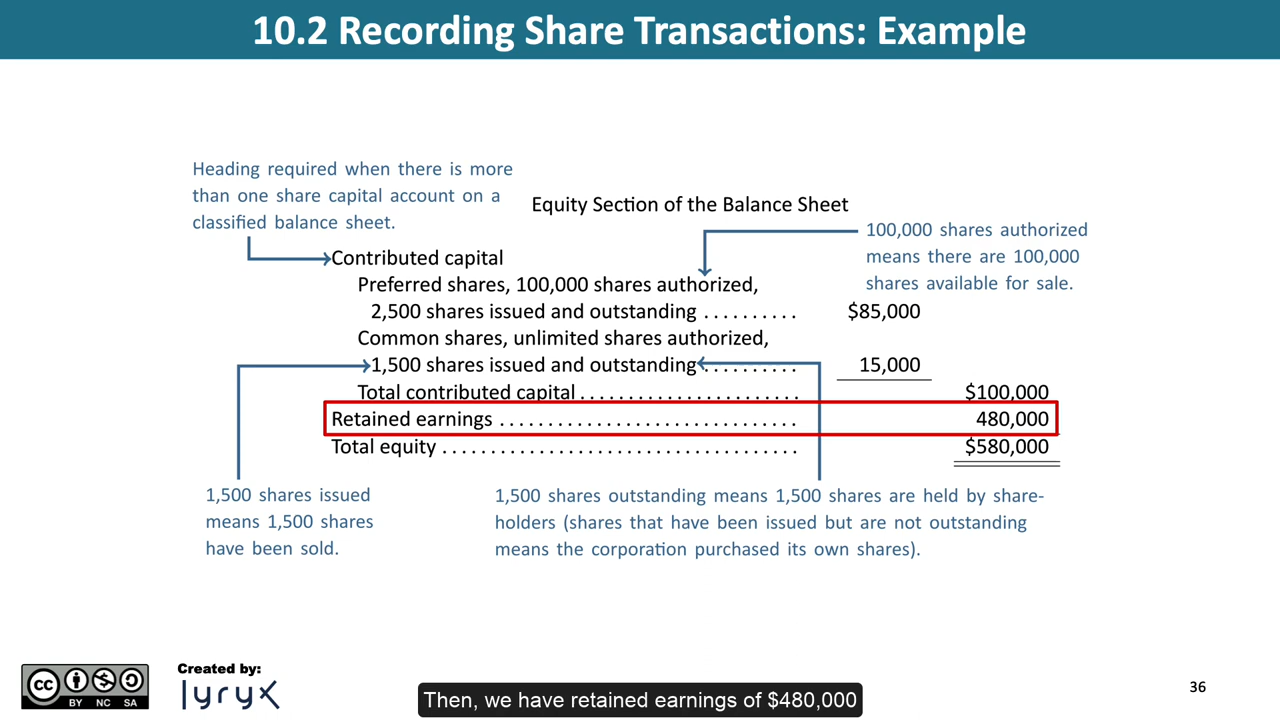 10.2 Recording Share Transactions: Example
Heading required when there is more
than one share capital account on a
classified balance sheet.
Equity Section of the Balance Sheet
100,000 shares authorized
means there are 100,000
shares available for sale.
Contributed capital
Preferred shares, 100,000 shares authorized,
2,500 shares issued and outstanding . . . . . . . . . . $85,000
Common shares, unlimited shares authorized,
1,500 shares issued and outstanding . . . . . . . . . . 15,000
Total contributed capital . . . . . . . . . . . . . . . . . . . . . . . $100,000
Retained earnings . . . . . . . . . . . . . . . . . . . . . . . . . . . . . . . 480,000
Total equity . . . . . . . . . . . . . . . . . . . . . . . . . . . . . . . . . . . . . $580,000
1,500 shares issued
means 1,500 shares
have been sold.
1,500 shares outstanding means 1,500 shares are held by share-
holders (shares that have been issued but are not outstanding
means the corporation purchased its own shares).
cc
BY NC SA
Created by:
lyryx
Then, we have retained earnings of $480,000
36